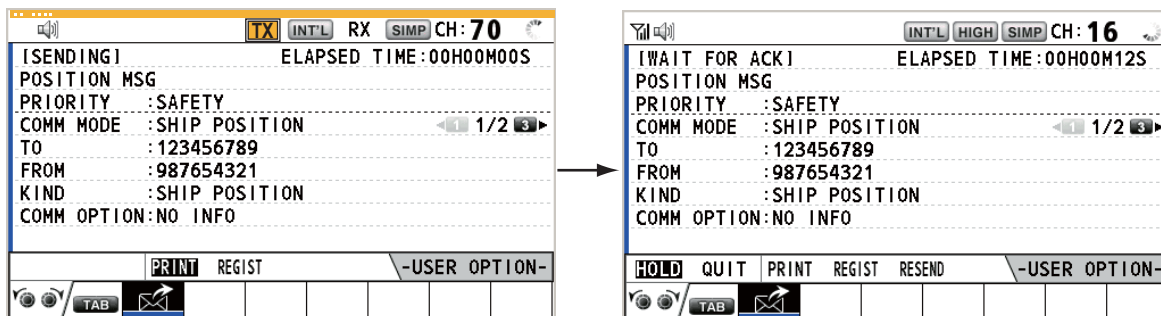 TX INT'L RX SIMP CH:70
[SENDING] ELAPSED TIME:00H00M00S
POSITION MSG
PRIORITY :SAFETY
COMM MODE :SHIP POSITION 1 1/2 3
TO :123456789
FROM :987654321
KIND :SHIP POSITION
COMM OPTION:NO INFO
PRINT REGIST -USER OPTION-
TAB
INT'L HIGH SIMP CH:16
[WAIT FOR ACK] ELAPSED TIME:00H00M12S
POSITION MSG
PRIORITY :SAFETY
COMM MODE :SHIP POSITION 1 1/2 3
TO :123456789
FROM :987654321
KIND :SHIP POSITION
COMM OPTION:NO INFO
HOLD QUIT PRINT REGIST RESEND -USER OPTION-
TAB